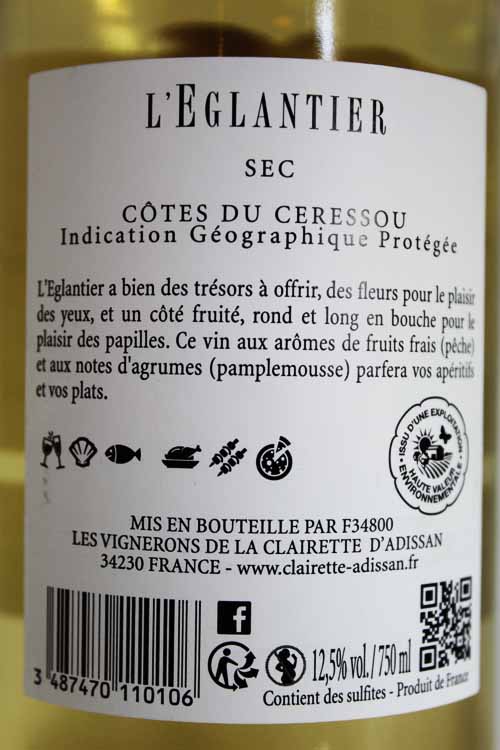 L'EGLANTIER
SEC
CÔTES DU CERESSOU
Indication Géographique Protégée
L'Eglantier a bien des trésors à offrir, des fleurs pour le plaisir
des yeux, et un côté fruité, rond et long en bouche pour le
plaisir des papilles. Ce vin aux arômes de fruits frais (pêche)
et aux notes d'agrumes (pamplemousse) parfera vos apéritifs
et vos plats.
ISSU D'UNE EXPLOITATION
HAUTE VALEUR
ENVIRONNEMENTALE
MIS EN BOUTEILLE PAR F34800
LES VIGNERONS DE LA CLAIRETTE D'ADISSAN
34230 FRANCE - www.clairette-adissan.fr
3 487470 110106
12,5% vol. / 750 ml
Contient des sulfites - Produit de France